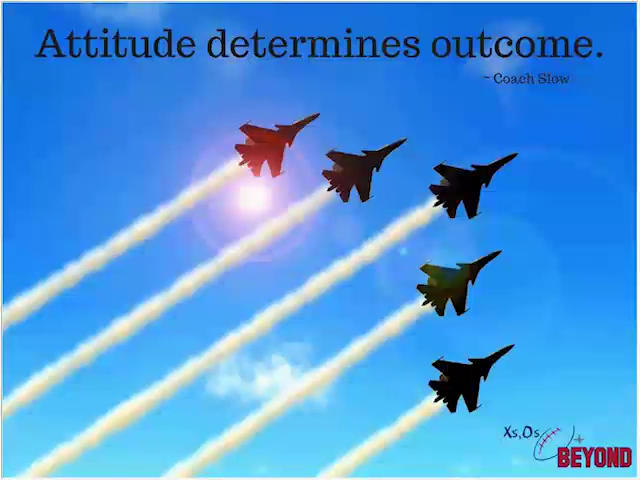 Attitude determines outcome.
~Coach Slow
Xs,Os
+
BEYOND